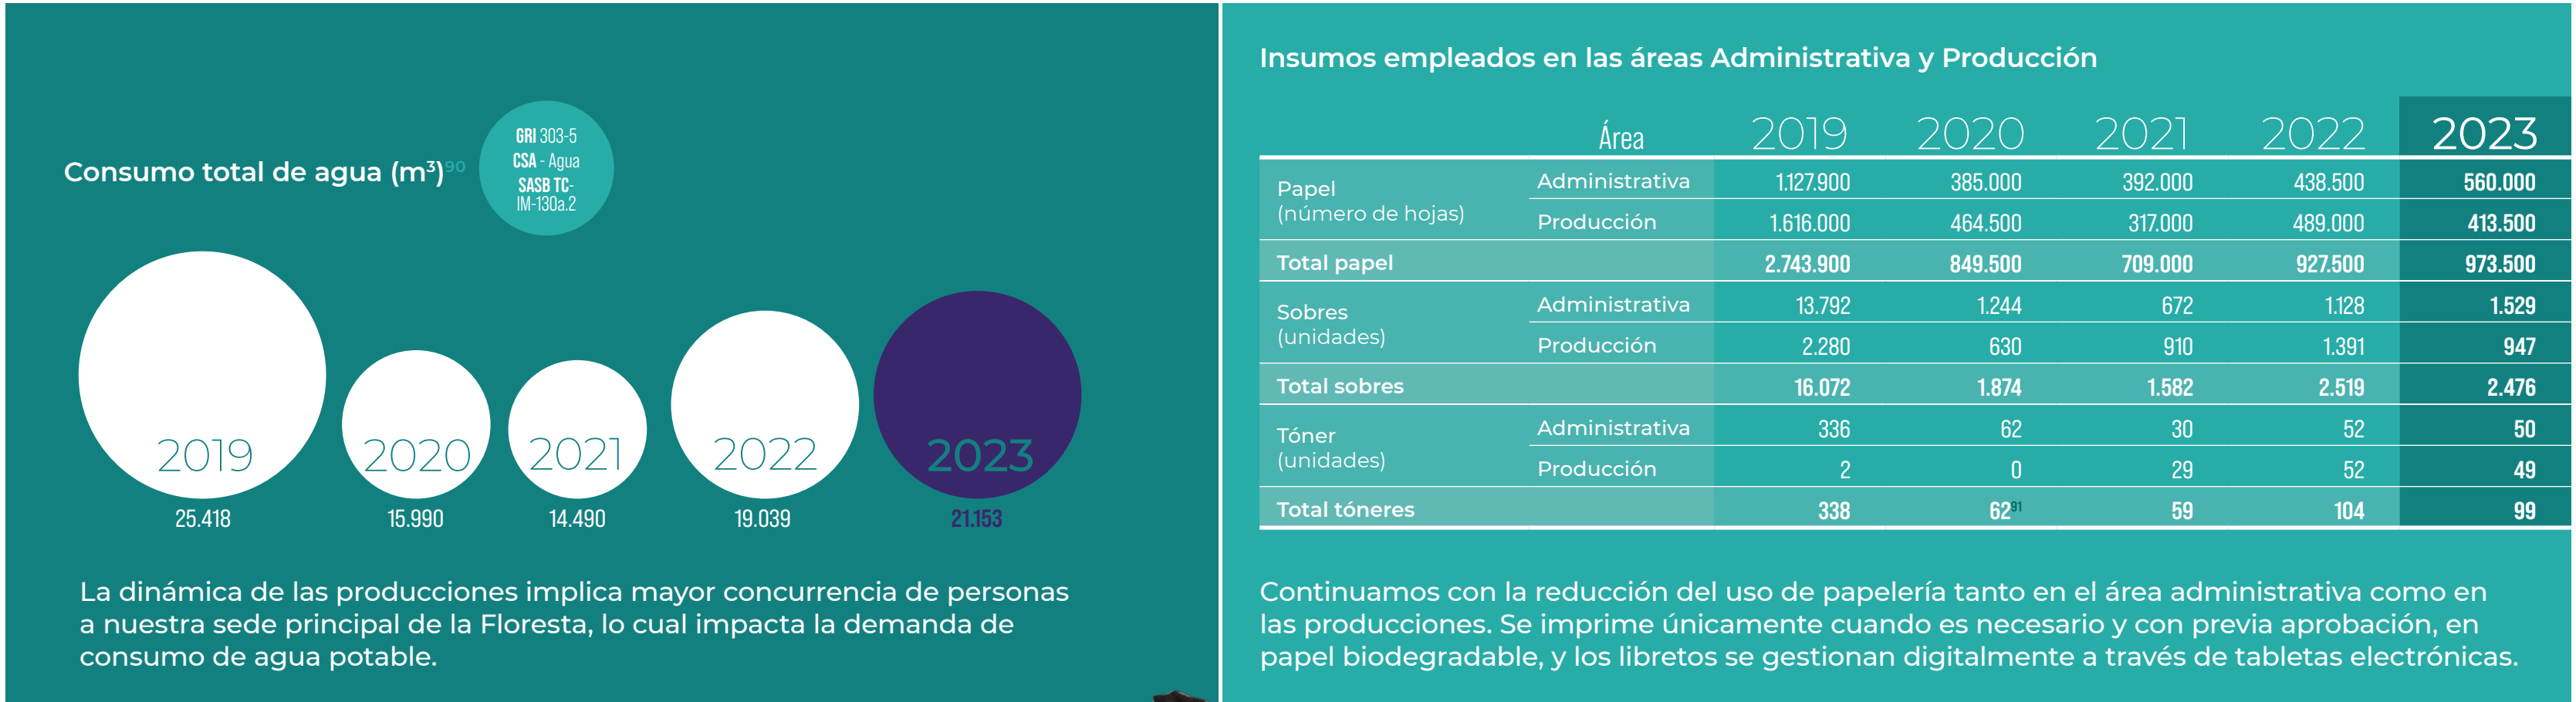 Consumo total de agua (m³)90
GRI 303-5
CSA - Agua
SASB TC-
IM-130a.2
2019
2020
2021
2022
2023
25.418
15.990
14.490
19.039
21.153
La dinámica de las producciones implica mayor concurrencia de personas
a nuestra sede principal de la Floresta, lo cual impacta la demanda de
consumo de agua potable.
Insumos empleados en las áreas Administrativa y Producción
Área 2019 2020 2021 2022 2023
Papel
(número de hojas)
Administrativa 1.127.900 385.000 392.000 438.500 560.000
Producción 1.616.000 464.500 317.000 489.000 413.500
Total papel 2.743.900 849.500 709.000 927.500 973.500
Sobres
(unidades)
Administrativa 13.792 1.244 672 1.128 1.529
Producción 2.280 630 910 1.391 947
Total sobres 16.072 1.874 1.582 2.519 2.476
Tóner
(unidades)
Administrativa 336 62 30 52 50
Producción 2 0 29 52 49
Total tóneres 338 6291 59 104 99
Continuamos con la reducción del uso de papelería tanto en el área administrativa como en
las producciones. Se imprime únicamente cuando es necesario y con previa aprobación, en
papel biodegradable, y los libretos se gestionan digitalmente a través de tabletas electrónicas.